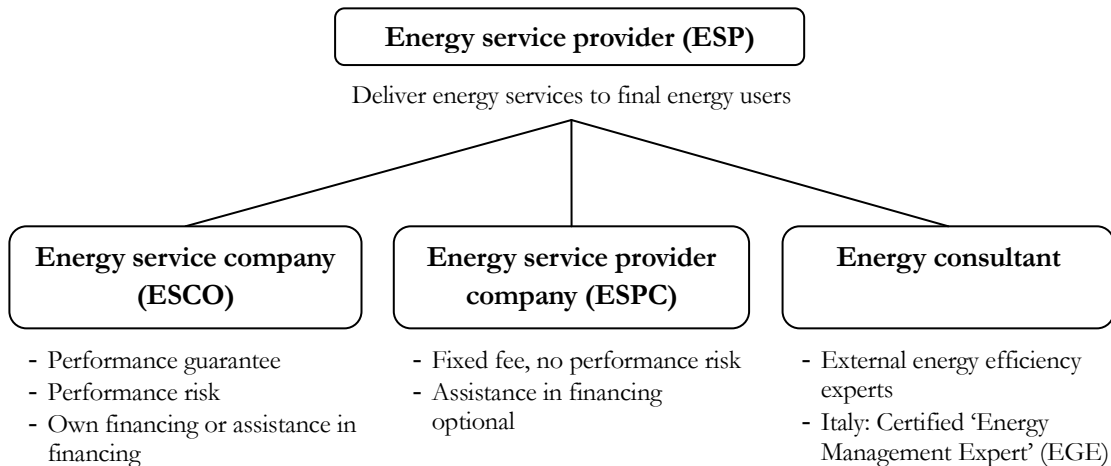 Energy service provider (ESP)
Deliver energy services to final energy users
Energy service company
(ESCO)
Energy service provider
company (ESPC)
Energy consultant
- Performance guarantee
- Performance risk
- Own financing or assistance in
financing
- Fixed fee, no performance risk
- Assistance in financing
optional
- External energy efficiency
experts
- Italy: Certified ‘Energy
Management Expert’ (EGE)